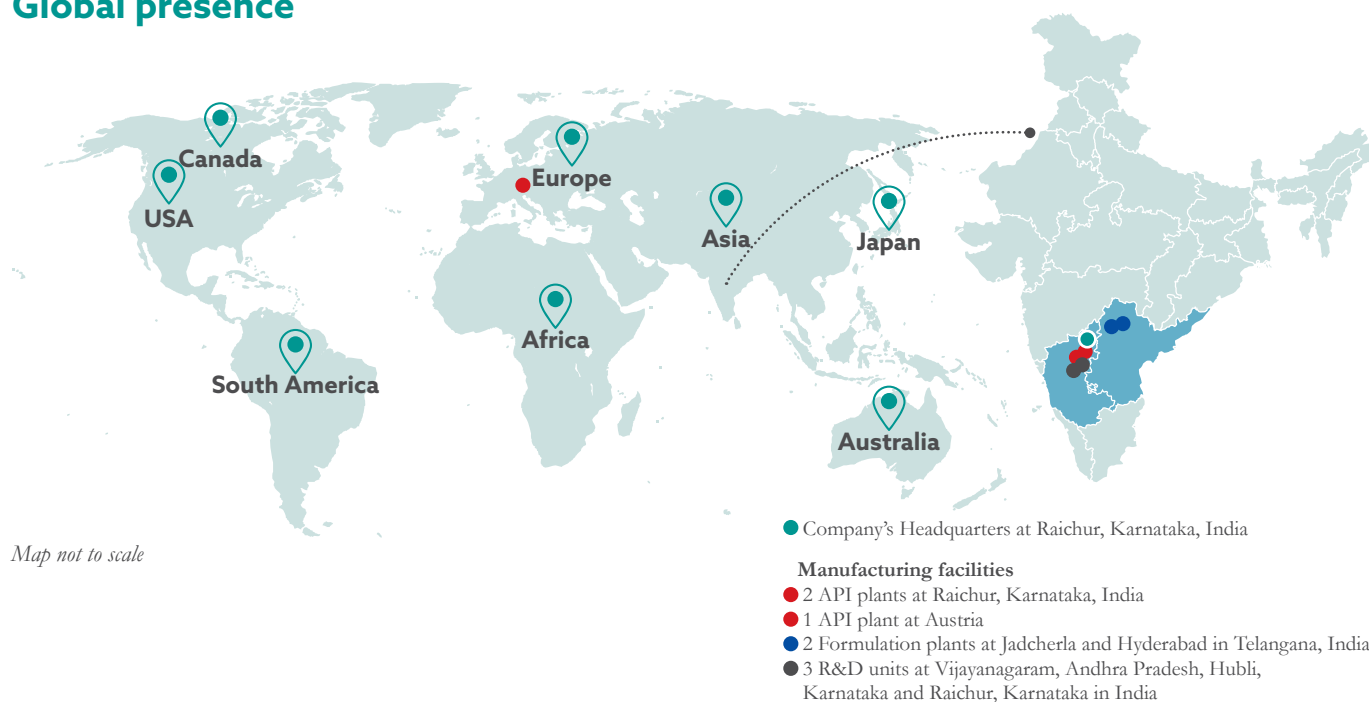 Global presence
Canada
USA
Europe
Asia
Japan
Africa
South America
Australia
Map not to scale
Company's Headquarters at Raichur, Karnataka, India
Manufacturing facilities
2 API plants at Raichur, Karnataka, India
1 API plant at Austria
2 Formulation plants at Jadcherla and Hyderabad in Telangana, India
3 R&D units at Vijayanagaram, Andhra Pradesh, Hubli,
Karnataka and Raichur, Karnataka in India